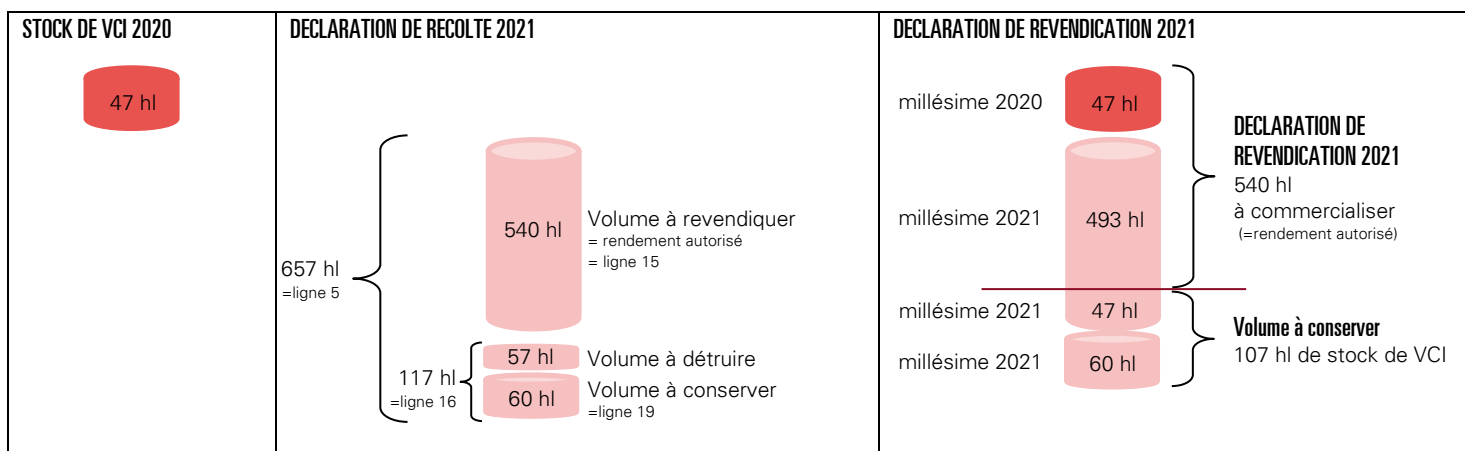 STOCK DE VCI 2020
47 hl
DECLARATION DE RECOLTE 2021
657 hl
=ligne 5
540 hl
Volume à revendiquer
= rendement autorisé
= ligne 15
117 hl
=ligne 16
57 hl
Volume à détruire
60 hl
Volume à conserver
=ligne 19
DECLARATION DE REVENDICATION 2021
millésime 2020
47 hl
millésime 2021
493 hl
DECLARATION DE
REVENDICATION 2021
540 hl
à commercialiser
(=rendement autorisé)
millésime 2021
47 hl
millésime 2021
60 hl
Volume à conserver
107 hl de stock de VCI